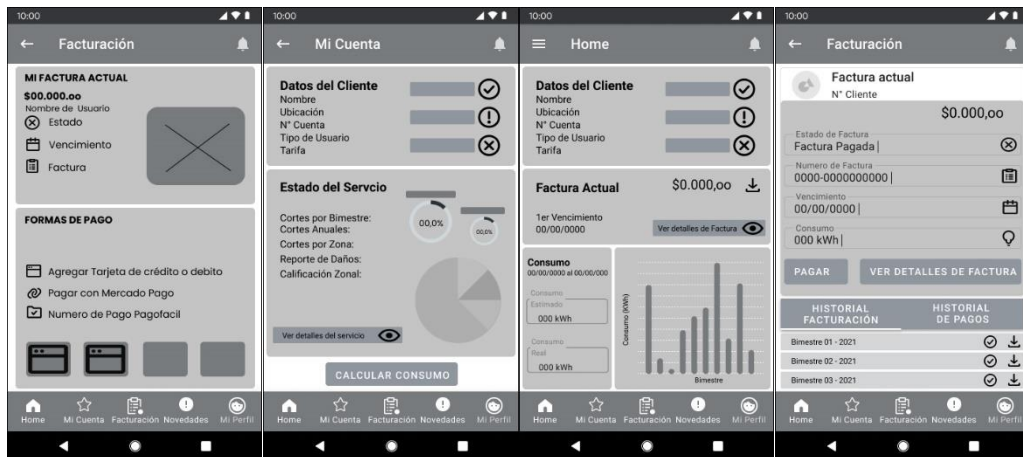 10:00
Facturación
MI FACTURA ACTUAL
$00.000.oo
Nombre de Usuario
Estado
Vencimiento
Factura
FORMAS DE PAGO
Agregar Tarjeta de crédito o debito
Pagar con Mercado Pago
Numero de Pago Pagofacil
Home Mi Cuenta Facturación Novedades Mi Perfil
10:00
Mi Cuenta
Datos del Cliente
Nombre
Ubicación
N° Cuenta
Tipo de Usuario
Tarifa
Estado del Servcio
Cortes por Bimestre:
Cortes Anuales:
Cortes por Zona:
Reporte de Daños:
Calificación Zonal:
00,0%
00,0%
Ver detalles del servicio
CALCULAR CONSUMO
Home Mi Cuenta Facturación Novedades Mi Perfil
10:00
Home
Datos del Cliente
Nombre
Ubicación
N° Cuenta
Tipo de Usuario
Tarifa
Factura Actual $0.000,oo
1er Vencimiento
00/00/0000
Ver detalles de Factura
Consumo
00/00/0000 al 00/00/000
Consumo
Estimado
000 kWh
Consumo
Real
000 kWh
Consumo (KWh)
Bimestre
Home Mi Cuenta Facturación Novedades Mi Perfil
10:00
Facturación
Factura actual
N° Cliente
$0.000,oo
Estado de Factura
Factura Pagada
Numero de Factura
0000-0000000000
Vencimiento
00/00/0000
Consumo
000 kWh
PAGAR VER DETALLES DE FACTURA
HISTORIAL FACTURACIÓN
HISTORIAL DE PAGOS
Bimestre 01 - 2021
Bimestre 02 - 2021
Bimestre 03 - 2021
Home Mi Cuenta Facturación Novedades Mi Perfil